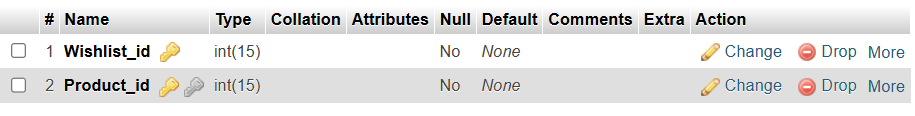 # Name Type Collation Attributes Null Default Comments Extra Action
1 Wishlist_id int(15) No None Change Drop More
2 Product_id int(15) No None Change Drop More